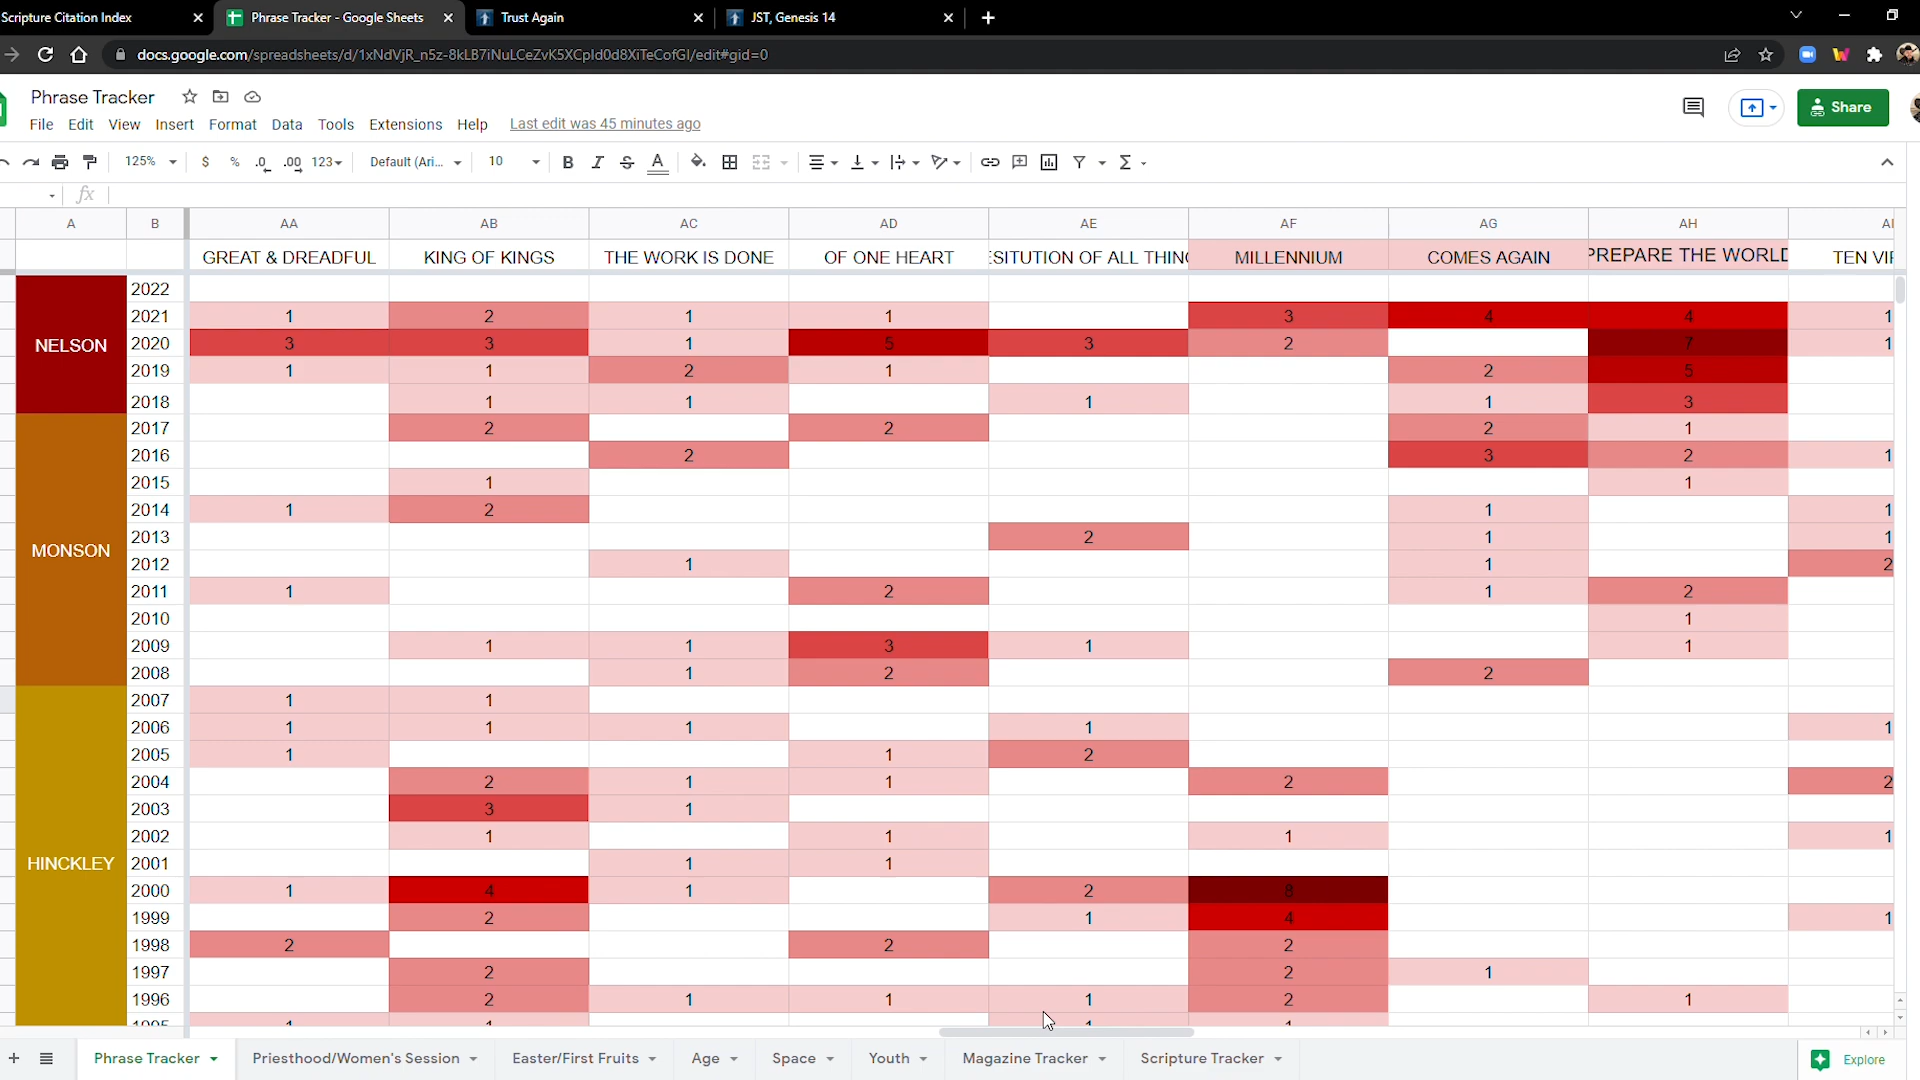 Scripture Citation Index
Phrase Tracker - Google Sheets
Trust Again
JST, Genesis 14
docs.google.com/spreadsheets/d/1xNdVjR_n5z-8kLB7iNuLCeZvK5XCpId0d8XiTeCofGI/edit#gid=0
Phrase Tracker
Share
File Edit View Insert Format Data Tools Extensions Help Last edit was 45 minutes ago
125% $ % .0 .00 123 Default (Ari... 10 B I S A Σ
fx
A B AA AB AC AD AE AF AG AH
GREAT & DREADFUL KING OF KINGS THE WORK IS DONE OF ONE HEART SITUTION OF ALL THING MILLENNIUM COMES AGAIN PREPARE THE WORLD TEN VIR
2022
2021 1 2 1 1 3 4 4 1
NELSON 2020 3 3 1 5 3 2 7 1
2019 1 1 2 1 2 5
2018 1 1 1 1 3
2017 2 2 2 1
2016 2 3 2 1
2015 1 1
2014 1 2 1 1
2013 2 1 1
MONSON
2012 1 1 2
2011 1 2 1 2
2010 1
2009 1 1 3 1 1
2008 1 2 2
2007 1 1
2006 1 1 1 1 1
2005 1 1 2
2004 2 1 1 2 2
2003 3 1
2002 1 1 1 1
HINCKLEY 2001 1 1
2000 1 4 1 2 8
1999 2 1 4 1
1998 2 2 2
1997 2 2 1
1996 2 1 1 1 2 1
1995 1 1 1 1
Phrase Tracker Priesthood/Women's Session Easter/First Fruits Age Space Youth Magazine Tracker Scripture Tracker Explore